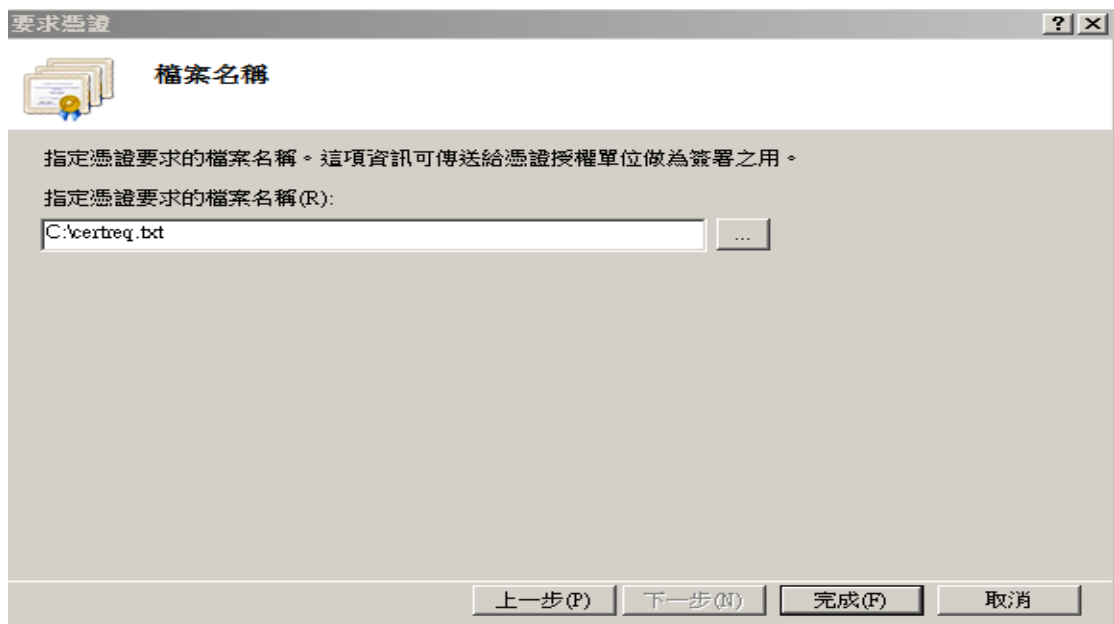 要求憑證
檔案名稱
指定憑證要求的檔案名稱。這項資訊可傳送給憑證授權單位做為簽署之用。
指定憑證要求的檔案名稱(R):
C:\certreq.txt
...
上一步(P) 下一步(N) 完成(F) 取消